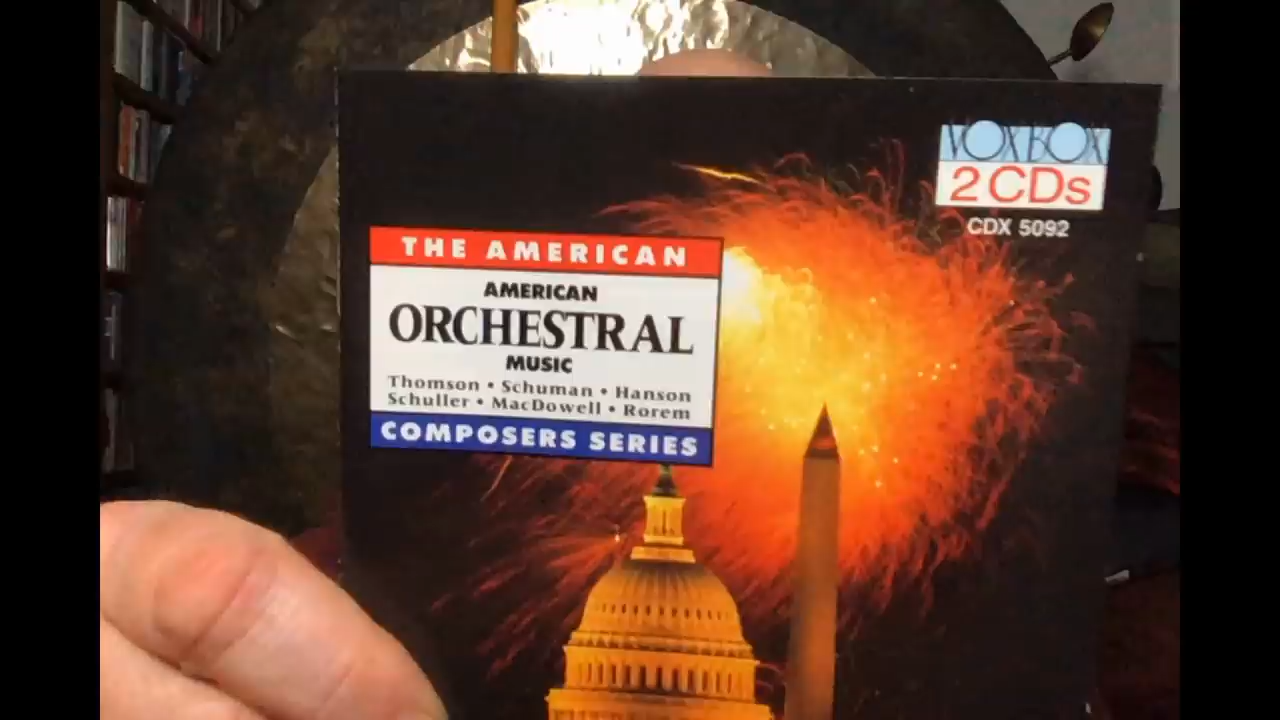 VOXBOX
2 CDs
CDX 5092
THE AMERICAN
AMERICAN
ORCHESTRAL
MUSIC
Thomson • Schuman • Hanson
Schuller • MacDowell • Rorem
COMPOSERS SERIES